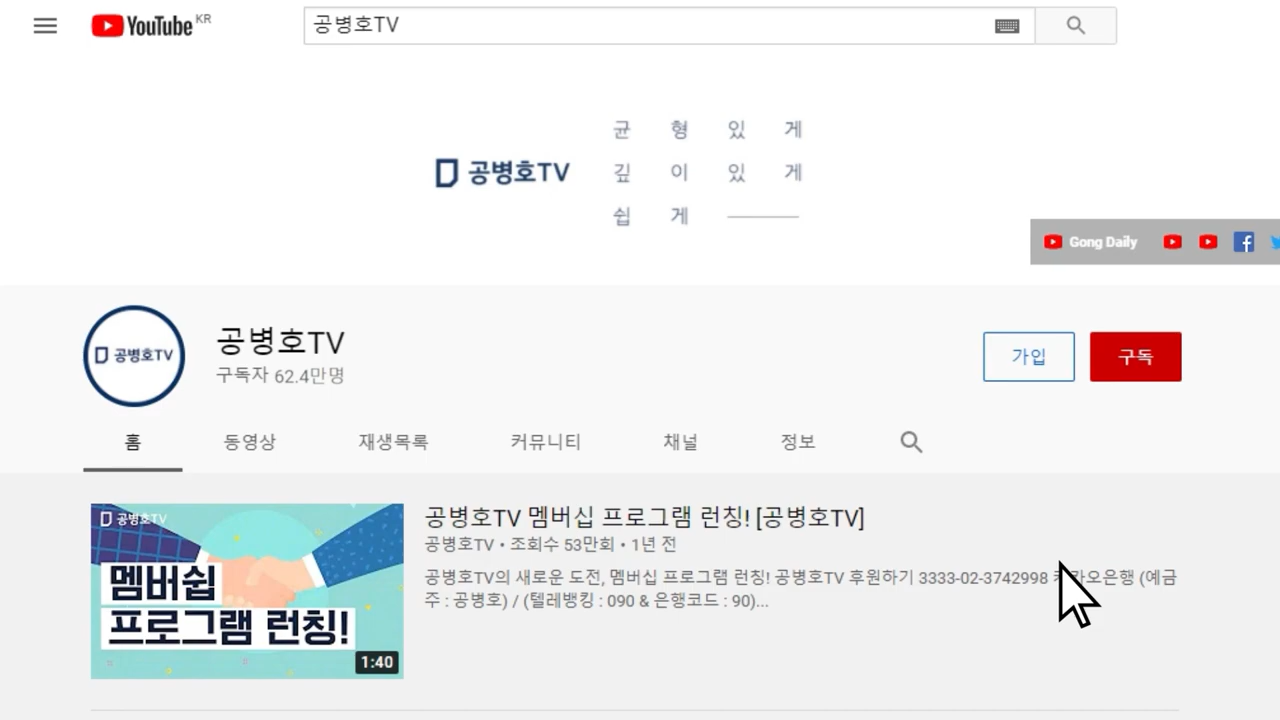 YouTube KR
공병호TV
공병호TV
균 형 있 게
깊 이 있 게
쉽 게
Gong Daily
공병호TV
공병호TV
구독자 62.4만명
가입
구독
홈 동영상 재생목록 커뮤니티 채널 정보
공병호TV
멤버쉽
프로그램 런칭!
1:40
공병호TV 멤버십 프로그램 런칭! [공병호TV]
공병호TV • 조회수 53만회 • 1년 전
공병호TV의 새로운 도전, 멤버십 프로그램 런칭! 공병호TV 후원하기 3333-02-3742998 (예금
주 : 공병호) / (텔레뱅킹 : 090 & 은행코드 : 90)...